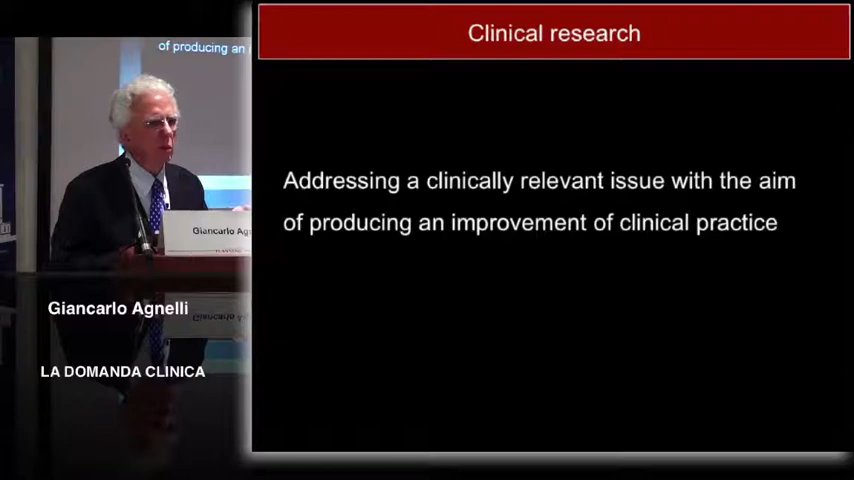 of producing an
Clinical research
Addressing a clinically relevant issue with the aim
of producing an improvement of clinical practice
Giancarlo Agn
Giancarlo Agnelli
LA DOMANDA CLINICA